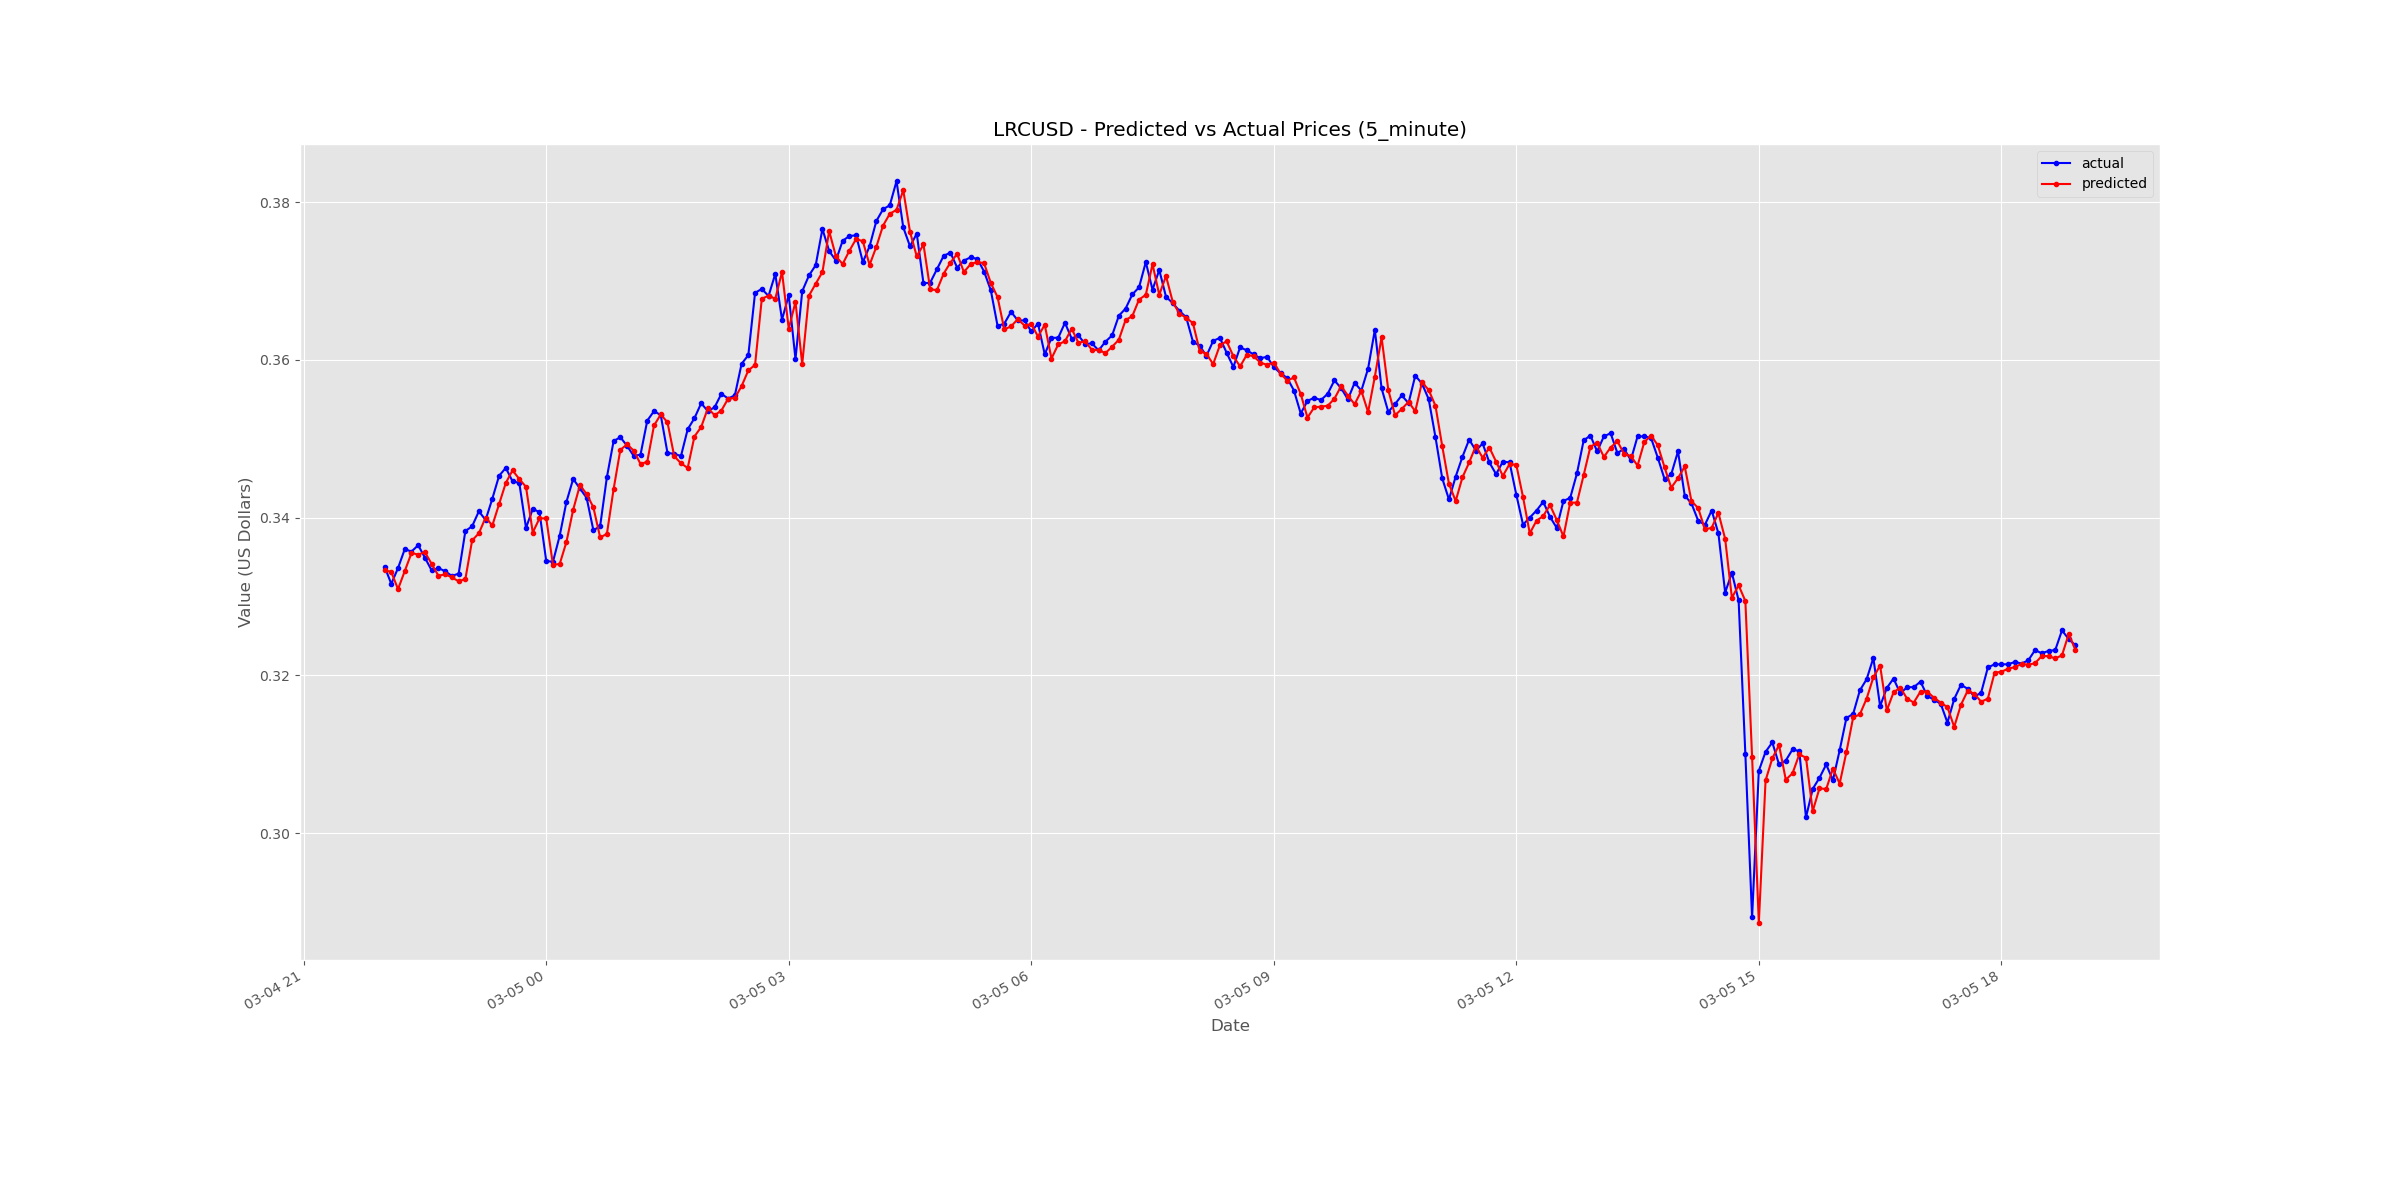 LRCUSD - Predicted vs Actual Prices (5_minute)
actual
predicted
0.38
0.36
0.34
0.32
0.30
Value (US Dollars)
03-04 21
03-05 00
03-05 03
03-05 06
03-05 09
03-05 12
03-05 15
03-05 18
Date